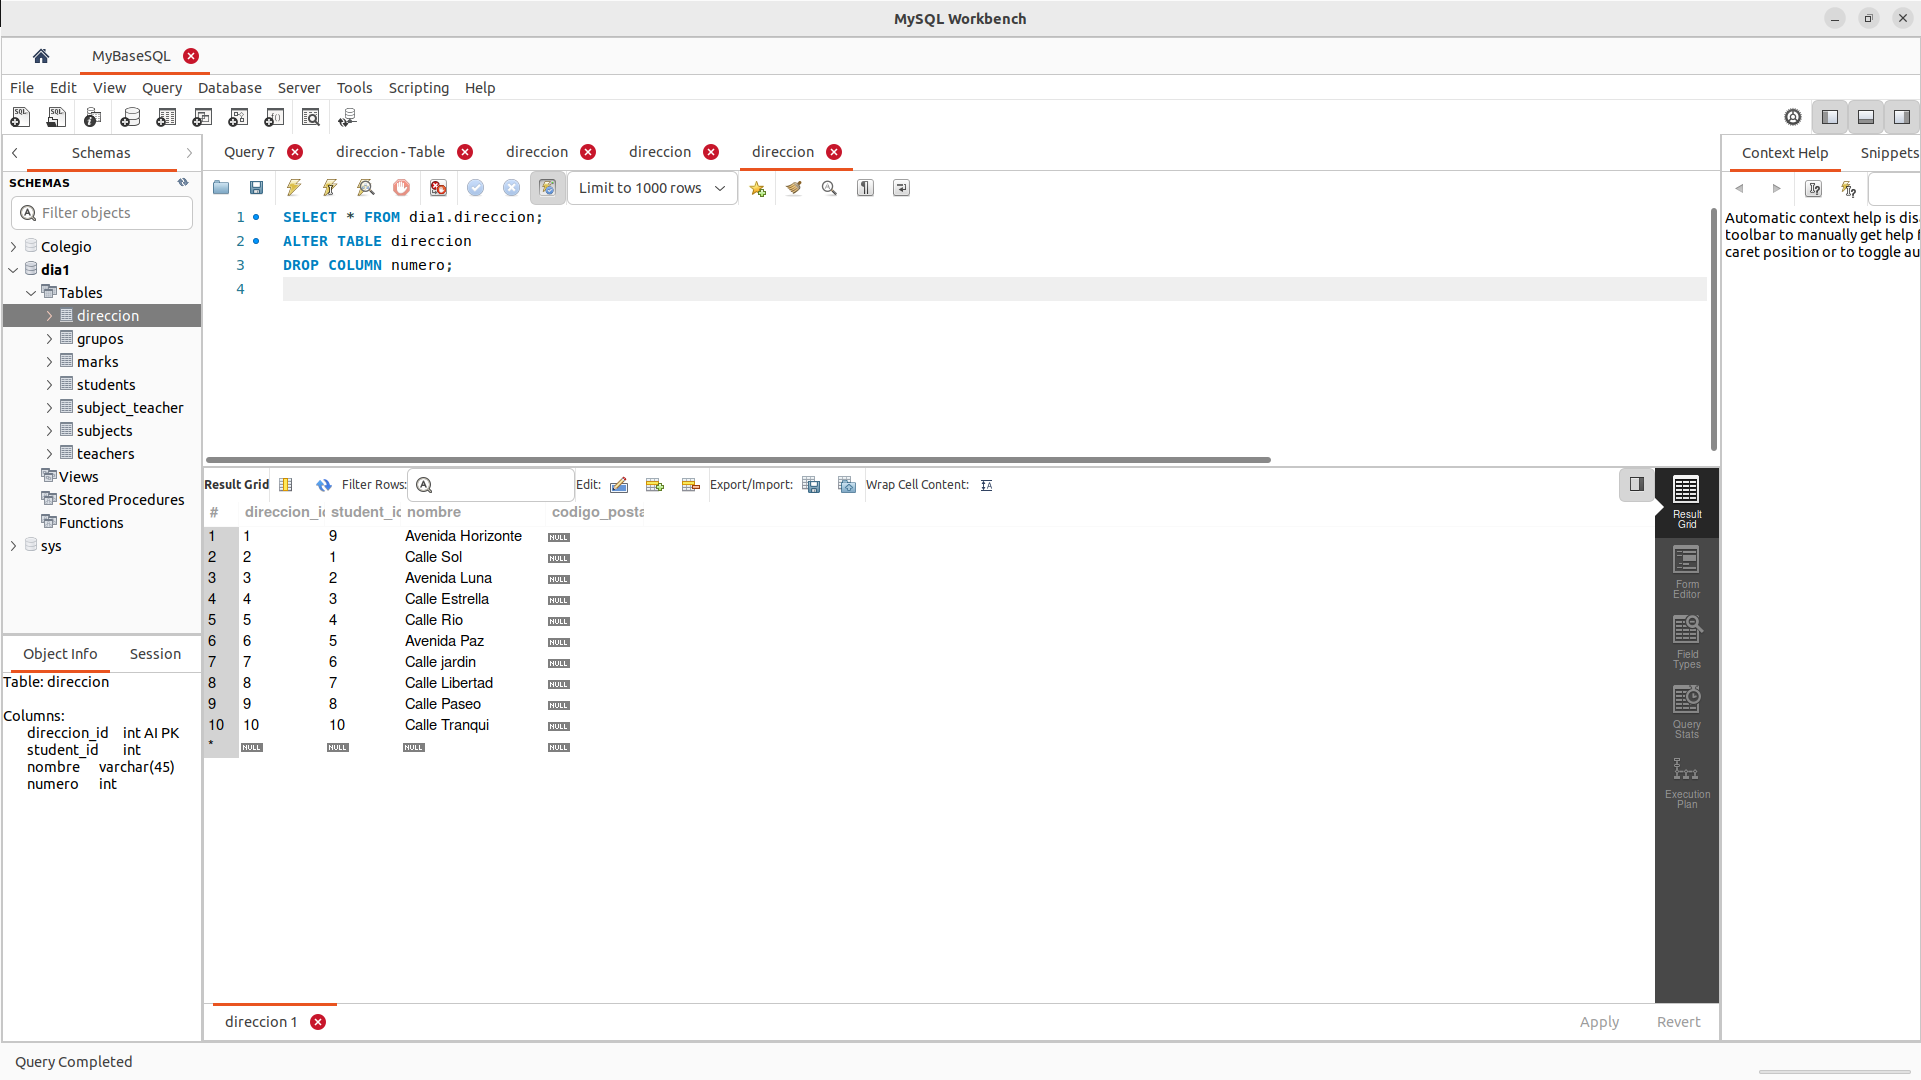 MySQL Workbench
MyBaseSQL
File Edit View Query Database Server Tools Scripting Help
Schemas
SCHEMAS
Filter objects
Colegio
dia1
Tables
direccion
grupos
marks
students
subject_teacher
subjects
teachers
Views
Stored Procedures
Functions
sys
Object Info Session
Table: direccion
Columns:
direccion_id int AI PK
student_id int
nombre varchar(45)
numero int
Query 7 direccion - Table direccion direccion direccion
Limit to 1000 rows
1 SELECT * FROM dia1.direccion;
2 ALTER TABLE direccion
3 DROP COLUMN numero;
4
Result Grid Filter Rows: Edit: Export/Import: Wrap Cell Content:
# direccion_id student_id nombre codigo_posta
1 1 9 Avenida Horizonte NULL
2 2 1 Calle Sol NULL
3 3 2 Avenida Luna NULL
4 4 3 Calle Estrella NULL
5 5 4 Calle Rio NULL
6 6 5 Avenida Paz NULL
7 7 6 Calle jardin NULL
8 8 7 Calle Libertad NULL
9 9 8 Calle Paseo NULL
10 10 10 Calle Tranqui NULL
* NULL NULL NULL NULL
Result
Grid
Form
Editor
Field
Types
Query
Stats
Execution
Plan
direccion 1
Apply Revert
Context Help Snippets
Automatic context help is dis
toolbar to manually get help f
caret position or to toggle au
Query Completed